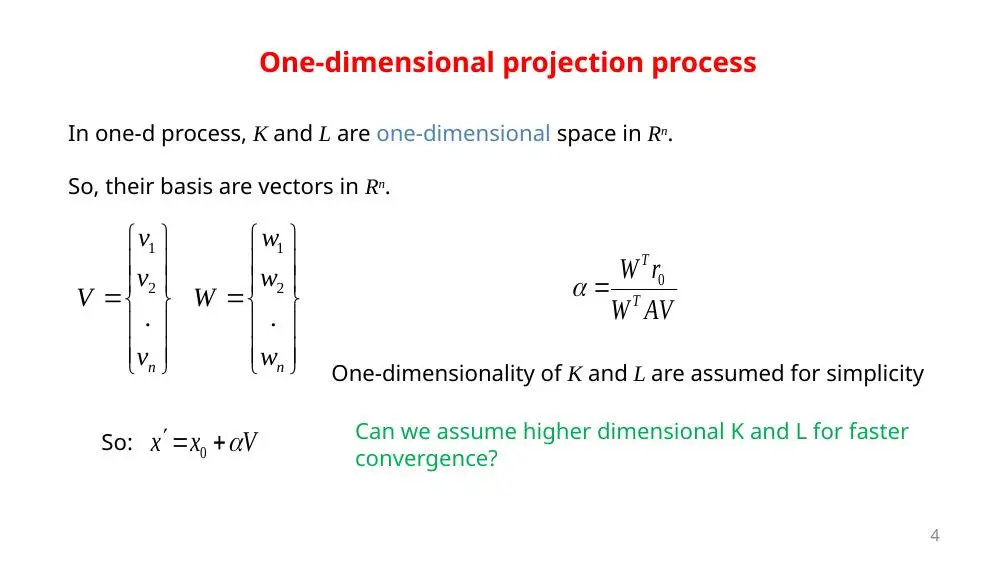 One-dimensional projection process
In one-d process, K and L are one-dimensional space in Rⁿ.
So, their basis are vectors in Rⁿ.
V = {v₁ v₂ . vₙ} W = {w₁ w₂ . wₙ}
α = Wᵀr₀ / WᵀAV
One-dimensionality of K and L are assumed for simplicity
So: x′ = x₀ + αV
Can we assume higher dimensional K and L for faster
convergence?
4